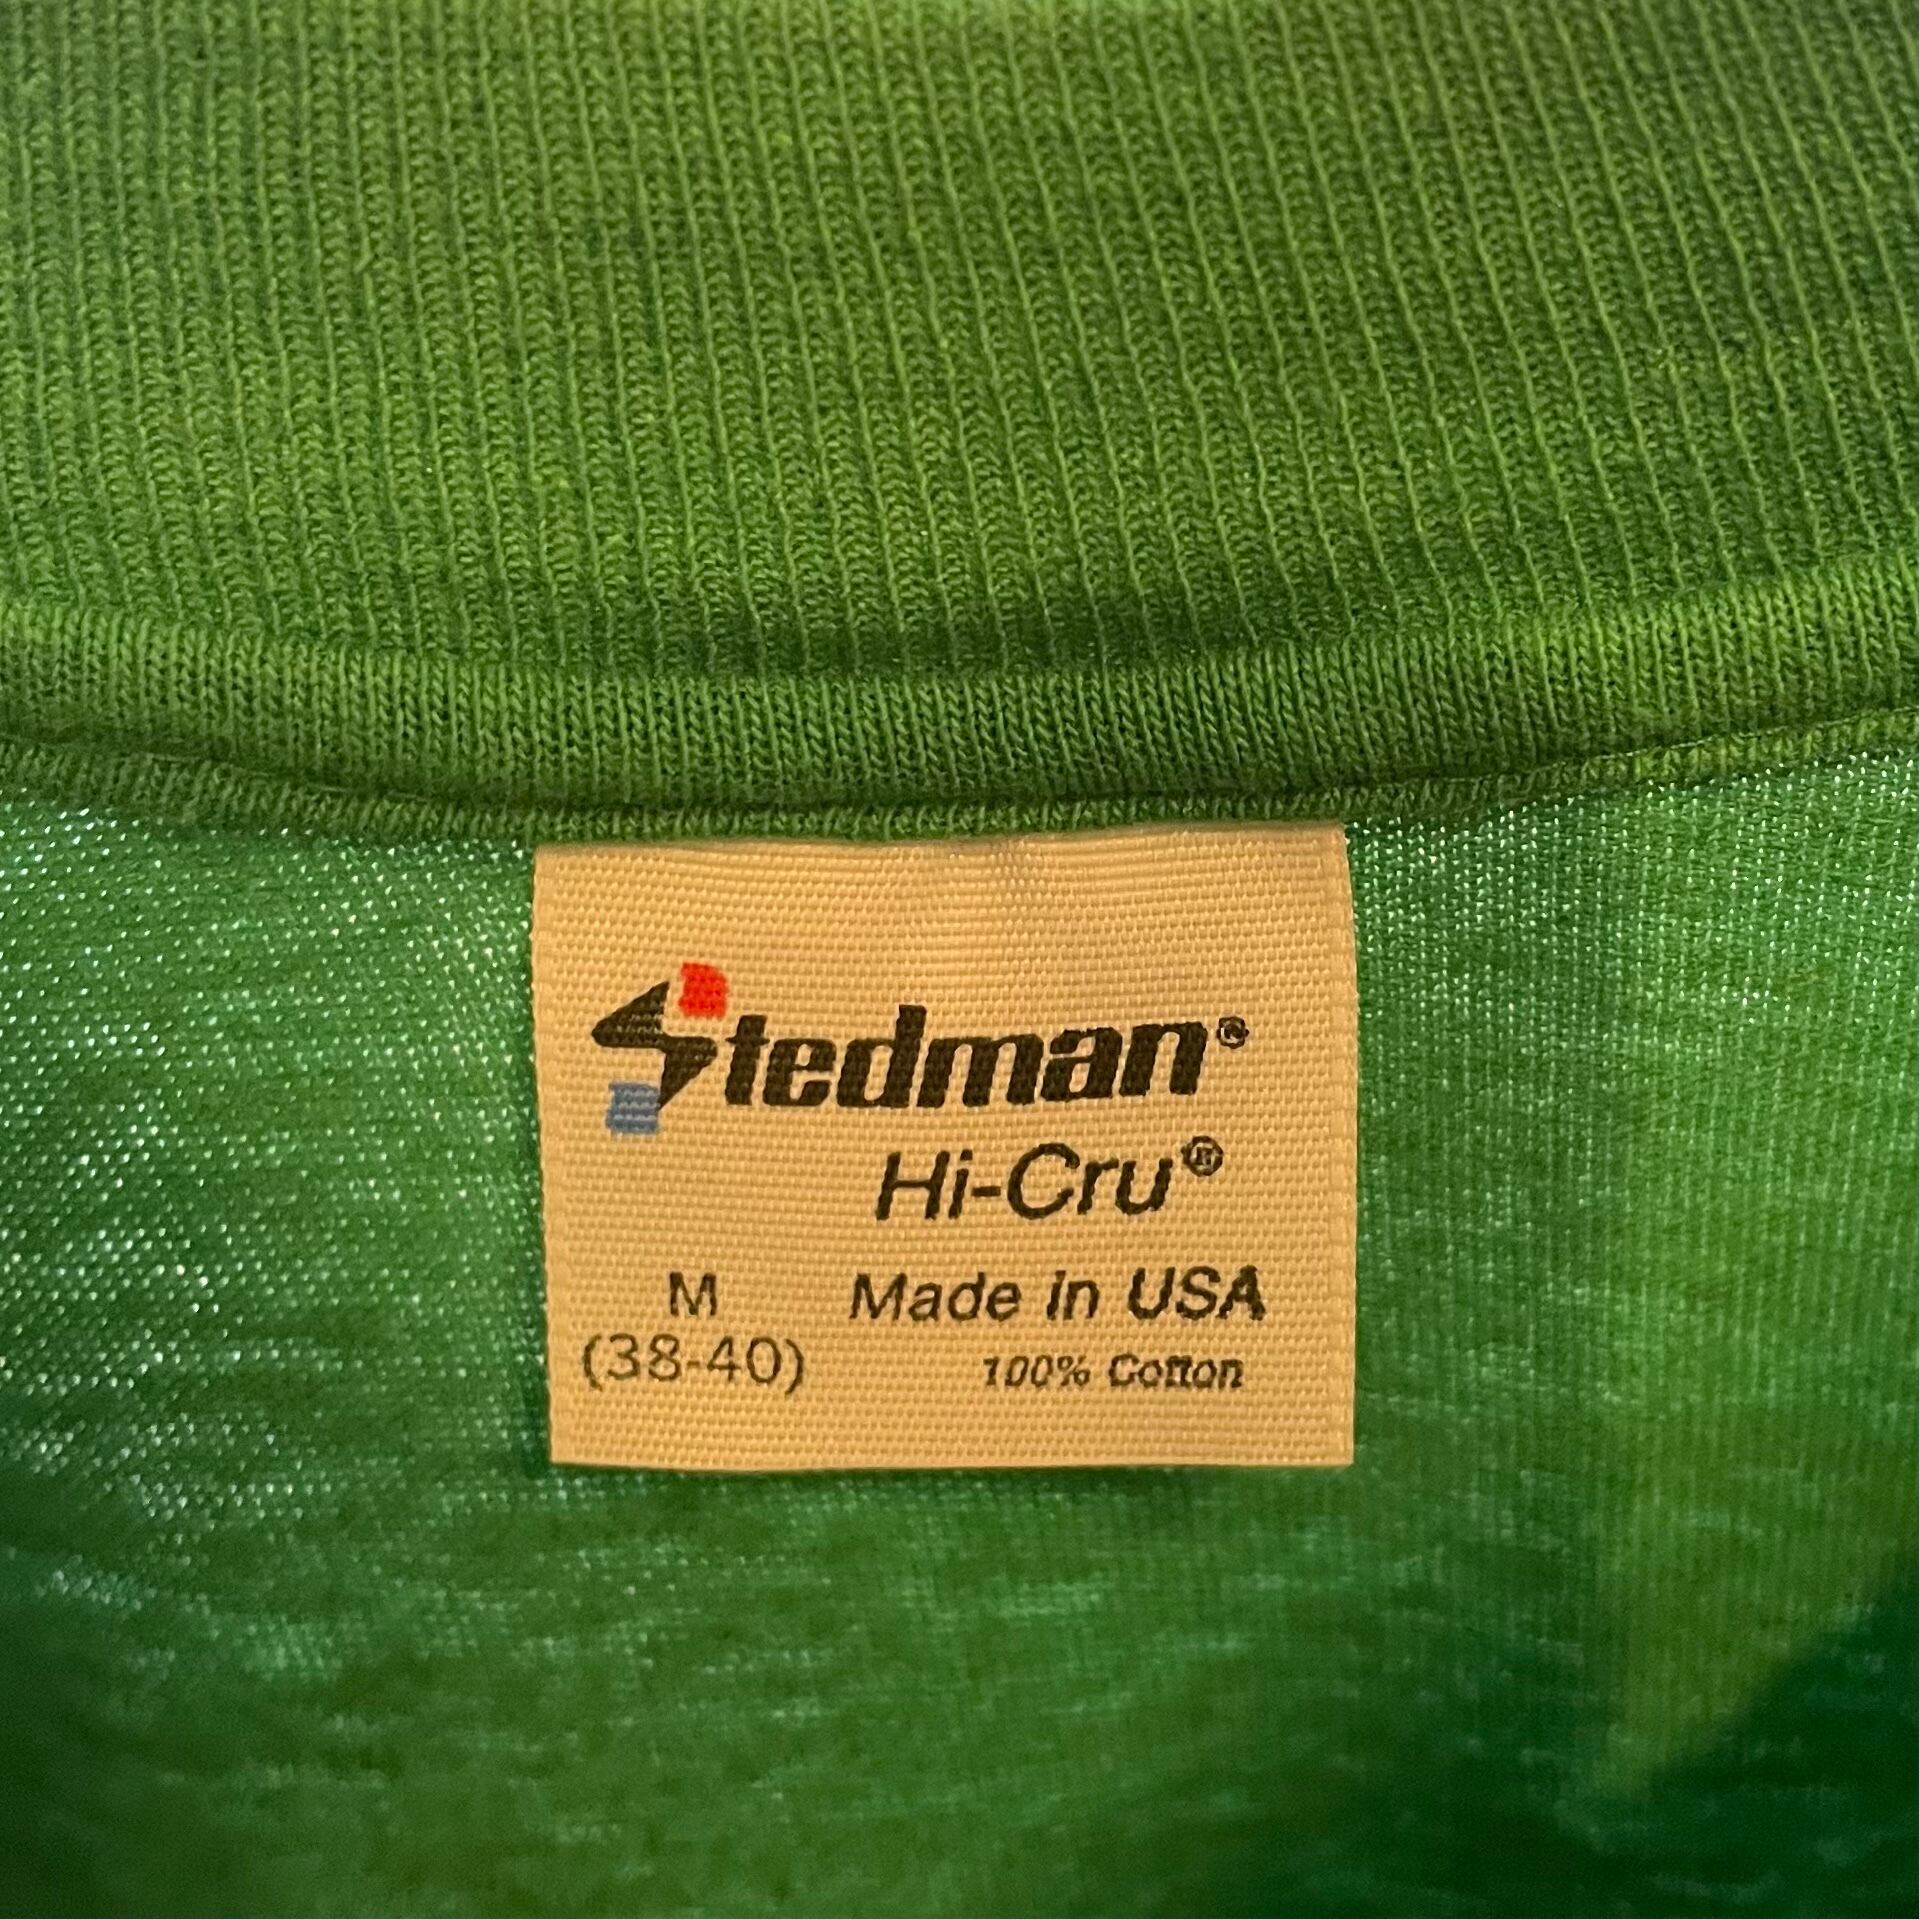 Stedman®
Hi-Cru®
M Made in USA
(38-40) 100% Cotton